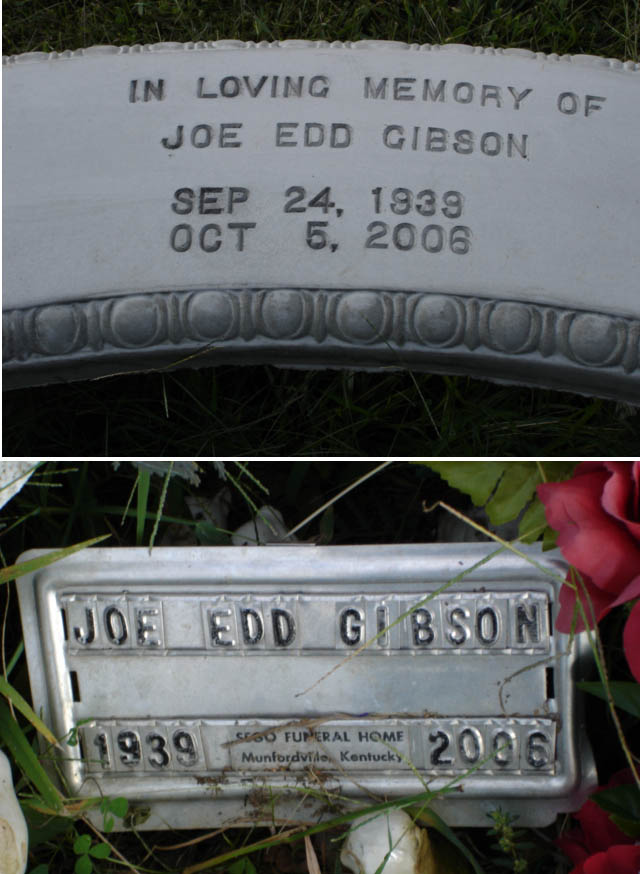 IN LOVING MEMORY OF
JOE EDD GIBSON
SEP 24, 1939
OCT 5, 2006
JOE EDD GIBSON
1939 SEGO FUNERAL HOME 2006
Munfordville, Kentucky